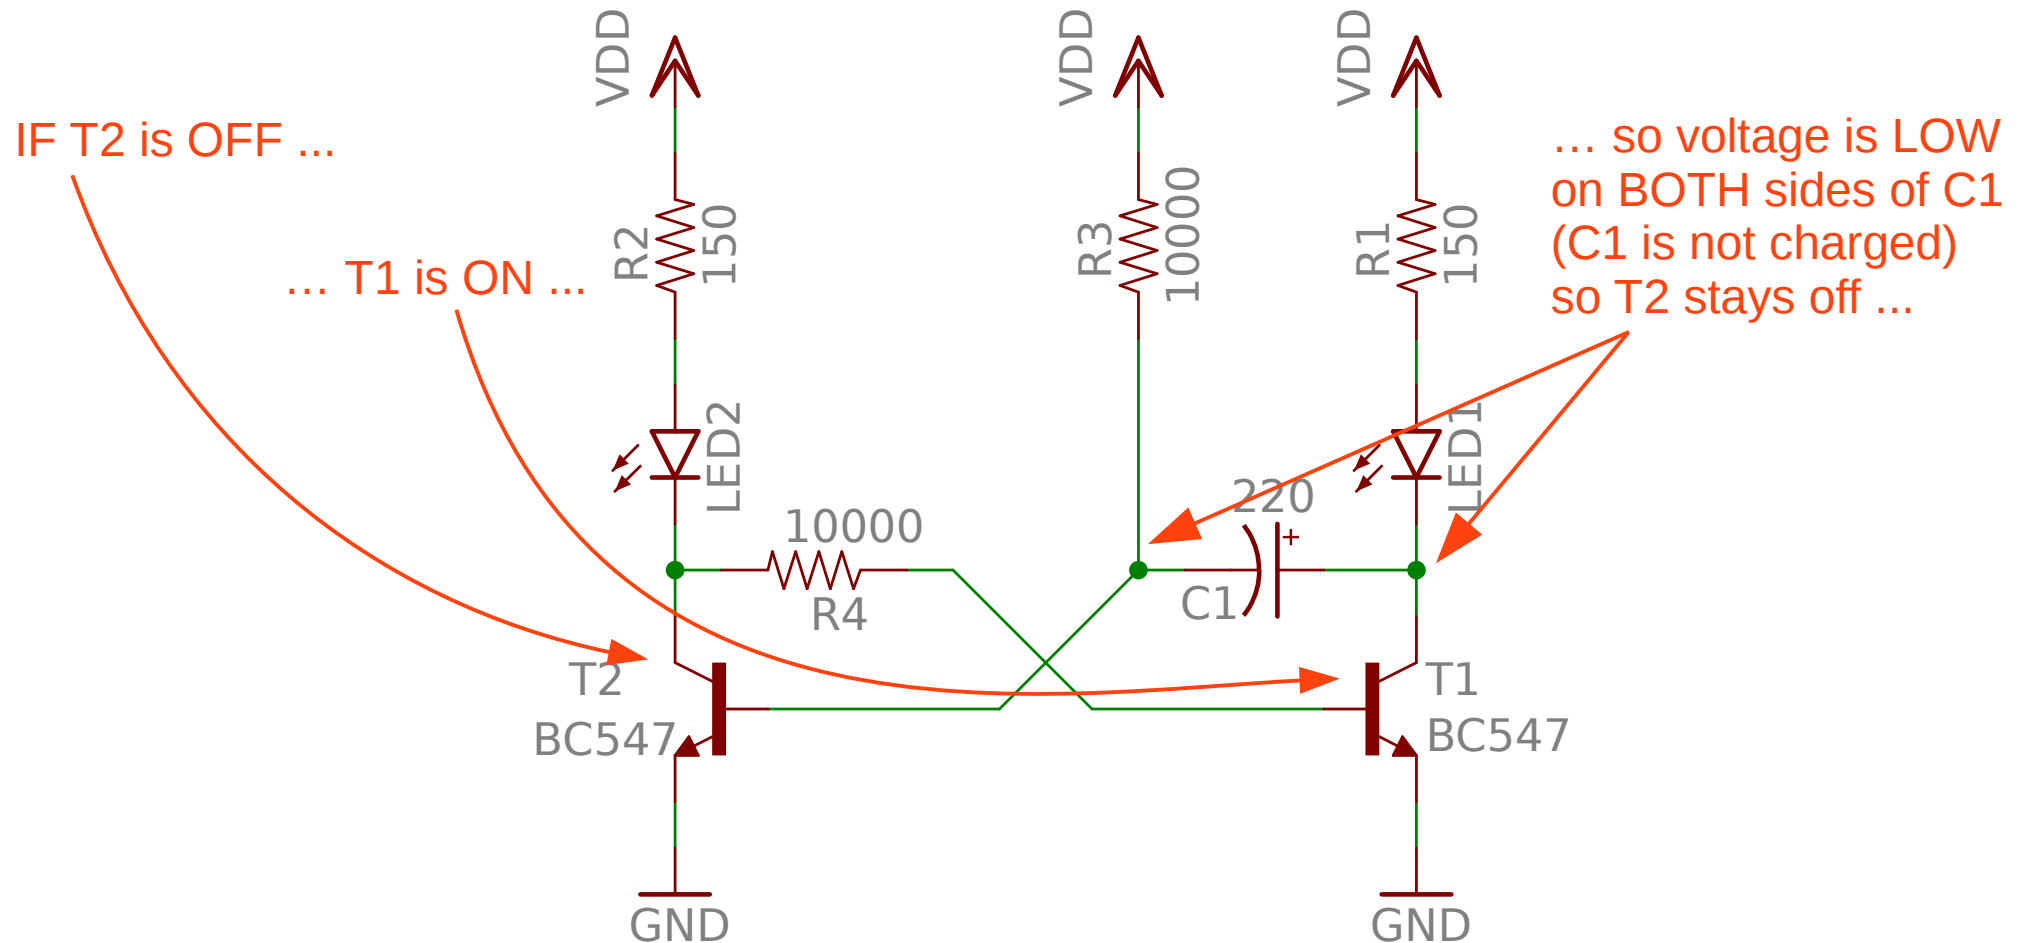 VDD
VDD
VDD
IF T2 is OFF ...
... so voltage is LOW
on BOTH sides of C1
(C1 is not charged)
so T2 stays off ...
... T1 is ON ...
R2
150
R3
10000
R1
150
LED2
LED1
10000
R4
220
+
C1
T2
BC547
T1
BC547
GND
GND